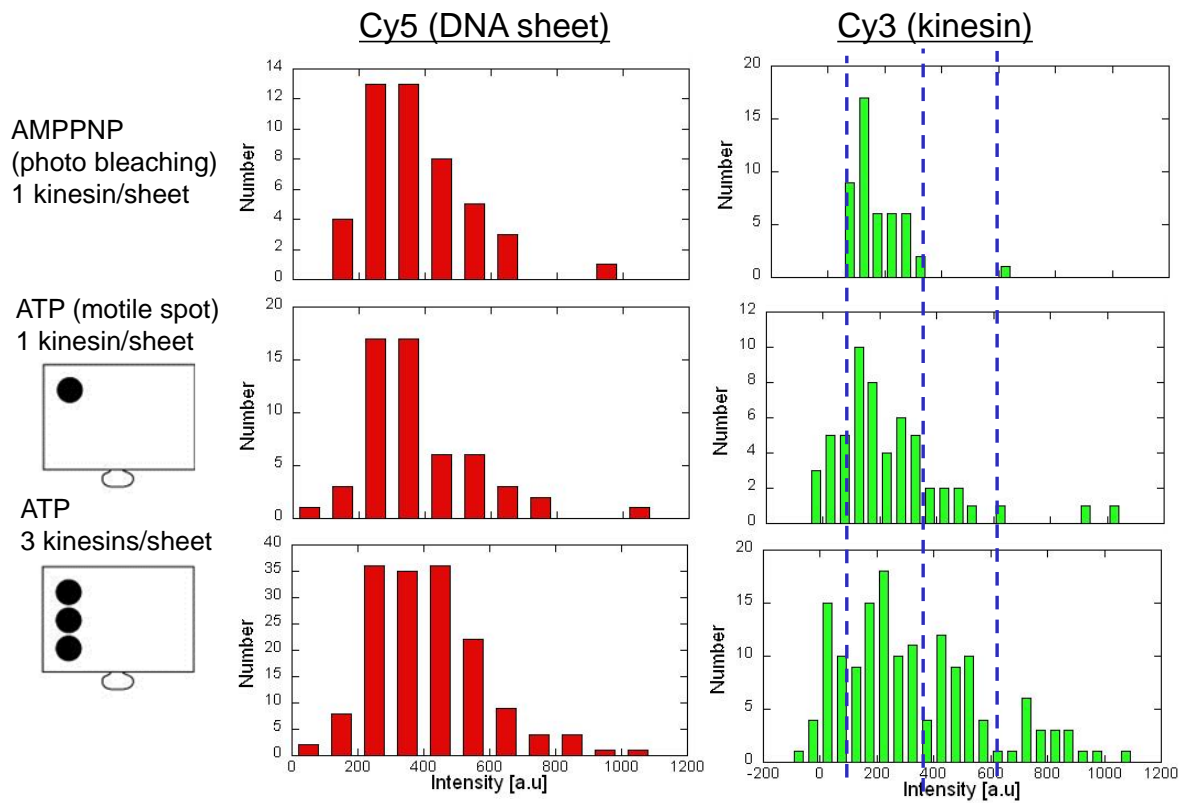 Cy5 (DNA sheet)
Cy3 (kinesin)
AMPPNP
(photo bleaching)
1 kinesin/sheet
Number
14
12
10
8
6
4
2
0
Number
20
15
10
5
0
ATP (motile spot)
1 kinesin/sheet
Number
20
15
10
5
0
Number
12
10
8
6
4
2
0
ATP
3 kinesins/sheet
Number
40
35
30
25
20
15
10
5
0
0 200 400 600 800 1000 1200
Intensity [a.u]
Number
20
15
10
5
0
-200 0 200 400 600 800 1000 1200
Intensity [a.u]